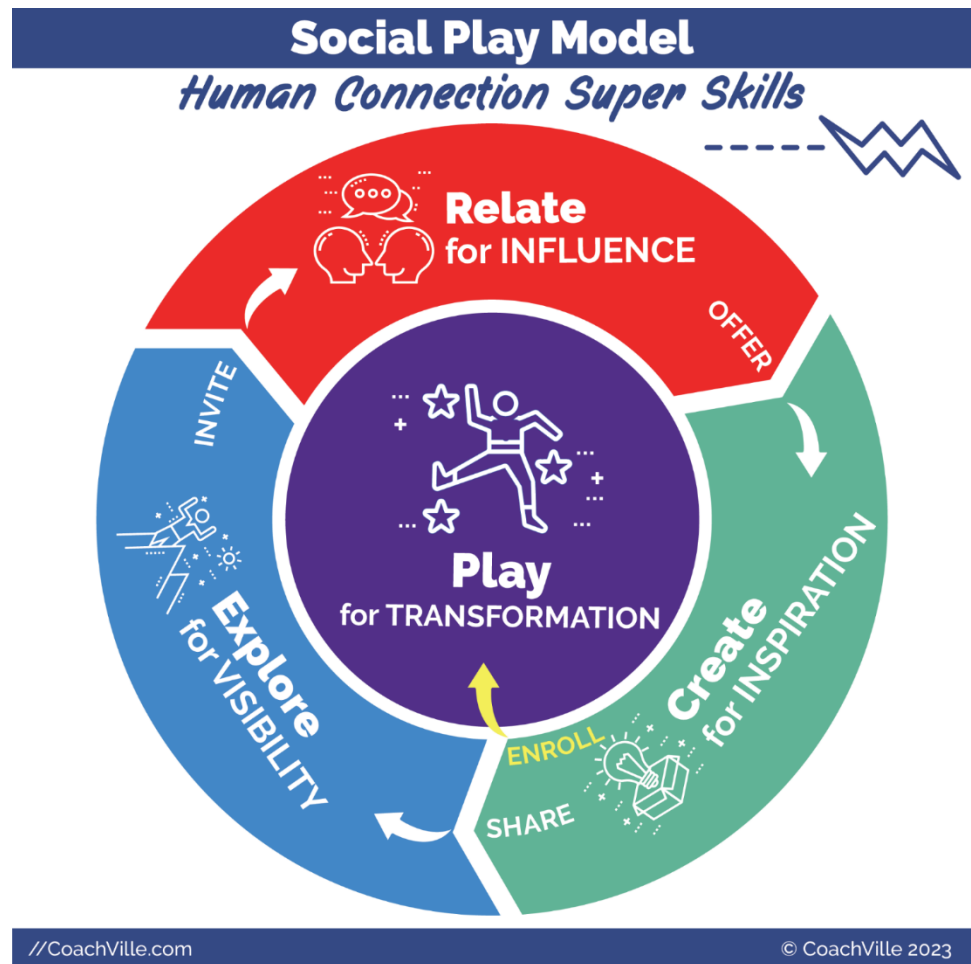 Social Play Model
Human Connection Super Skills
Relate
for INFLUENCE
OFFER
INVITE
Play
for TRANSFORMATION
Explore
for VISIBILITY
Create
for INSPIRATION
ENROLL
SHARE
//CoachVille.com
© CoachVille 2023